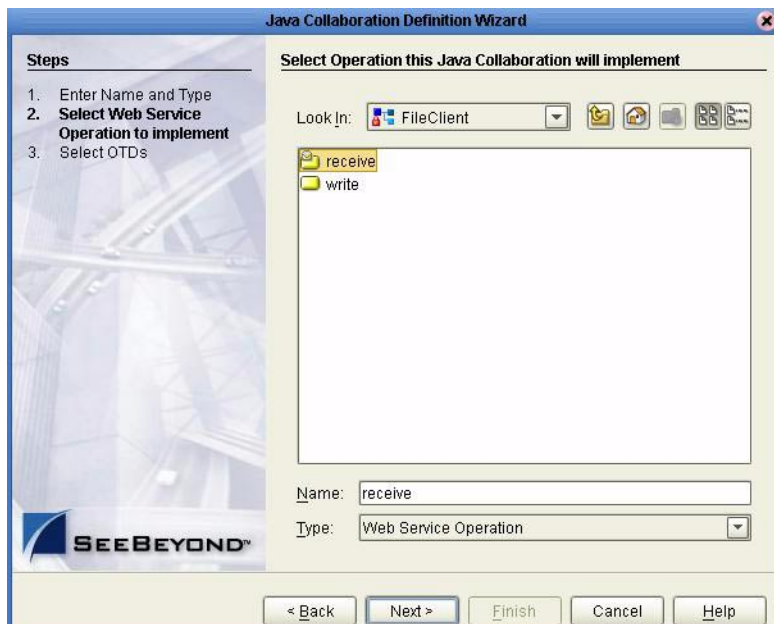 Java Collaboration Definition Wizard
Steps
1. Enter Name and Type
2. Select Web Service
Operation to implement
3. Select OTDs
SEEBEYOND™
Select Operation this Java Collaboration will implement
Look In: FileClient
receive
write
Name: receive
Type: Web Service Operation
< Back Next > Finish Cancel Help